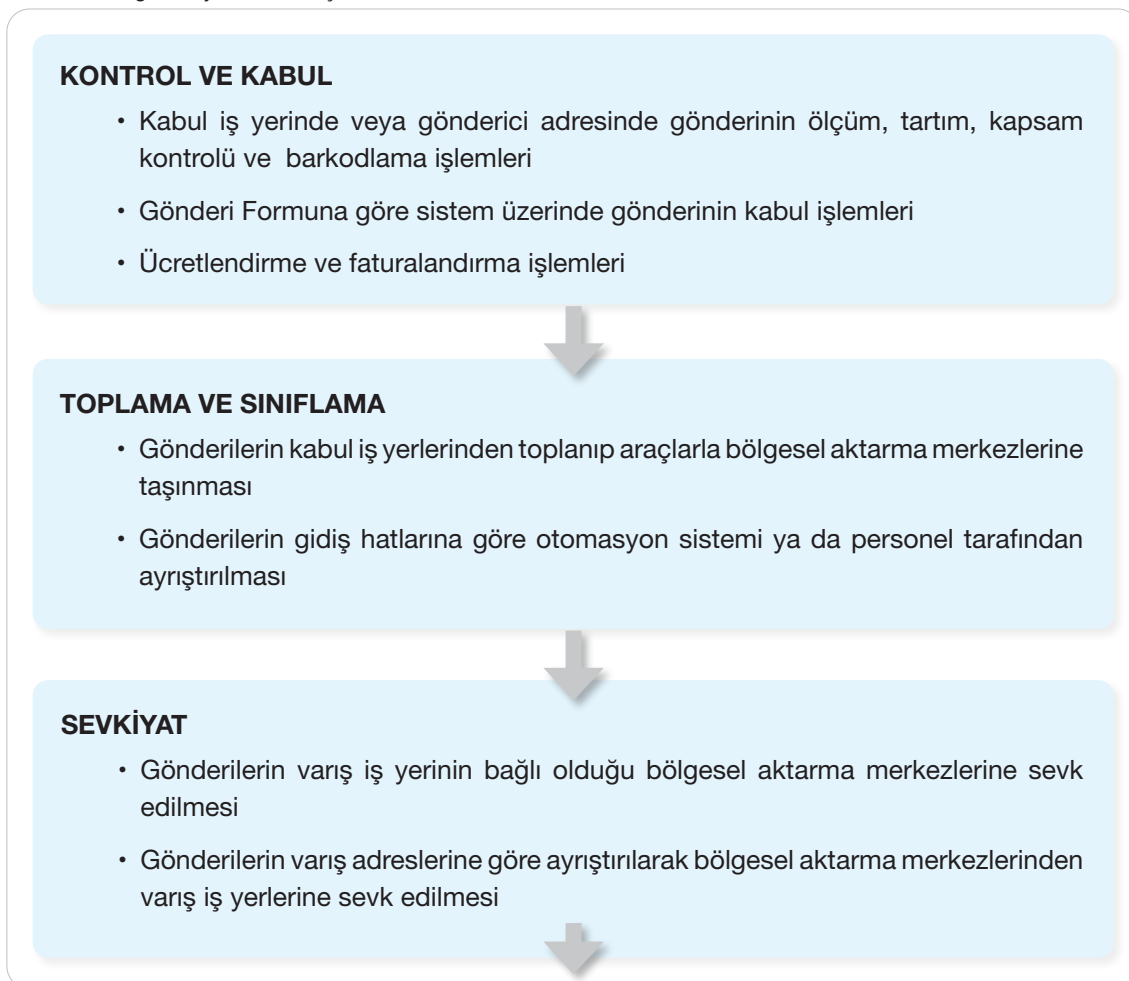 KONTROL VE KABUL
• Kabul iş yerinde veya gönderici adresinde gönderinin ölçüm, tartım, kapsam
kontrolü ve barkodlama işlemleri
• Gönderi Formuna göre sistem üzerinde gönderinin kabul işlemleri
• Ücretlendirme ve faturalandırma işlemleri
TOPLAMA VE SINIFLAMA
• Gönderilerin kabul iş yerlerinden toplanıp araçlarla bölgesel aktarma merkezlerine
taşınması
• Gönderilerin gidiş hatlarına göre otomasyon sistemi ya da personel tarafından
ayrıştırılması
SEVKİYAT
• Gönderilerin varış iş yerinin bağlı olduğu bölgesel aktarma merkezlerine sevk
edilmesi
• Gönderilerin varış adreslerine göre ayrıştırılarak bölgesel aktarma merkezlerinden
varış iş yerlerine sevk edilmesi